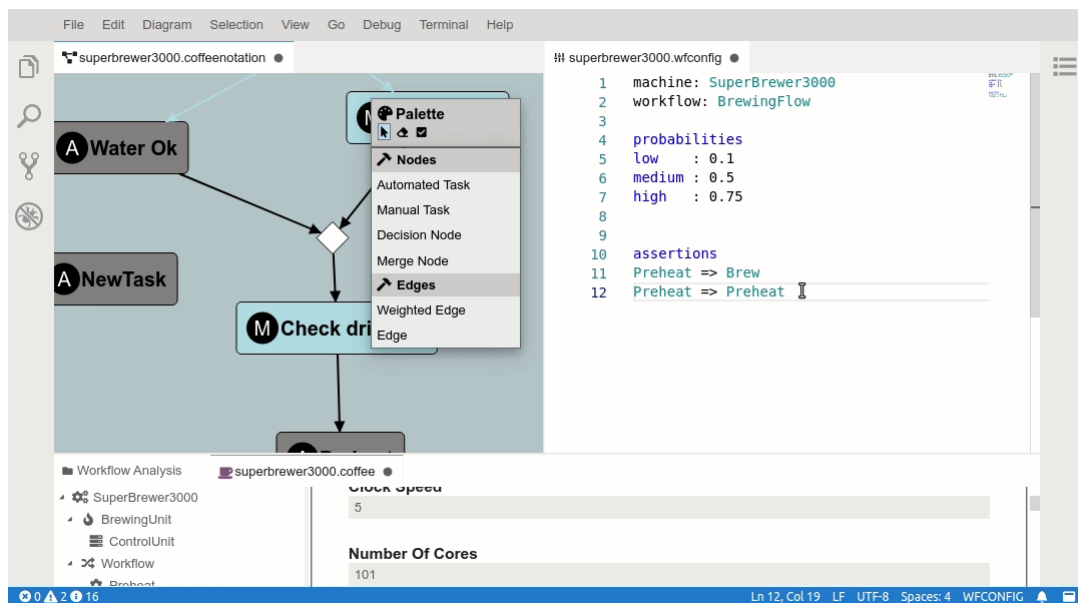 File Edit Diagram Selection View Go Debug Terminal Help
superbrewer3000.coffeenotation
superbrewer3000.wfconfig
A Water Ok
M
A NewTask
M Check dri
Palette
Nodes
Automated Task
Manual Task
Decision Node
Merge Node
Edges
Weighted Edge
Edge
1 machine: SuperBrewer3000
2 workflow: BrewingFlow
3
4 probabilities
5 low : 0.1
6 medium : 0.5
7 high : 0.75
8
9
10 assertions
11 Preheat => Brew
12 Preheat => Preheat
Workflow Analysis
superbrewer3000.coffee
SuperBrewer3000
BrewingUnit
ControlUnit
Workflow
Preheat
Clock Speed
5
Number Of Cores
101
0 2 16
Ln 12, Col 19 LF UTF-8 Spaces: 4 WFCONFIG